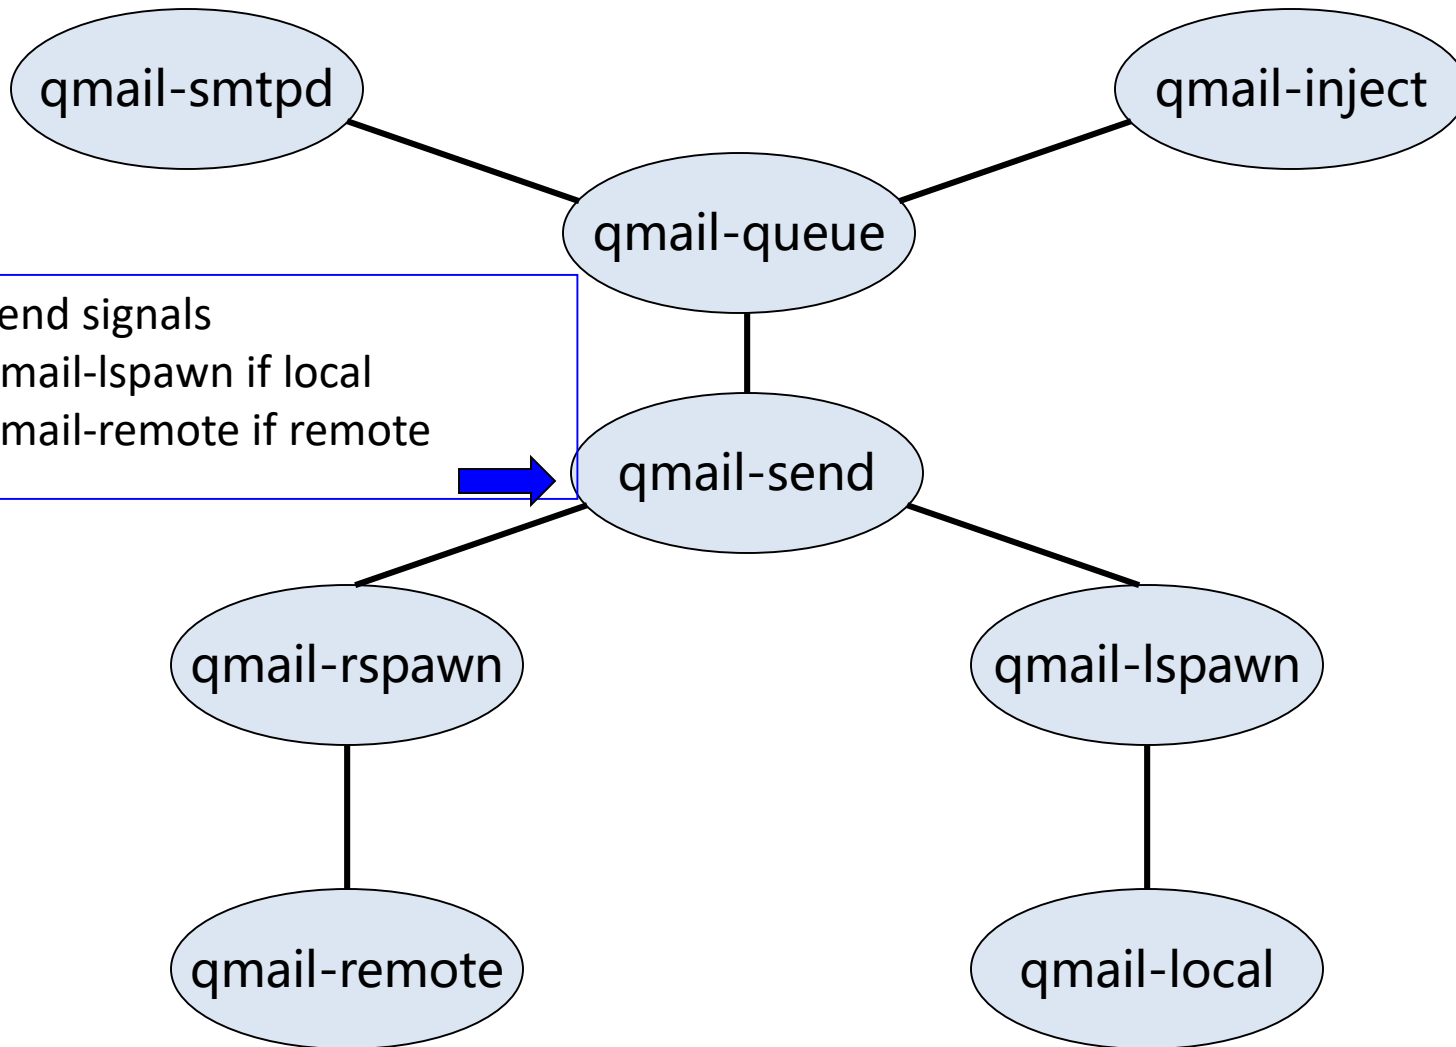 qmail-smtpd
qmail-inject
qmail-queue
end signals
mail-lspawn if local
mail-remote if remote
qmail-send
qmail-rspawn
qmail-lspawn
qmail-remote
qmail-local